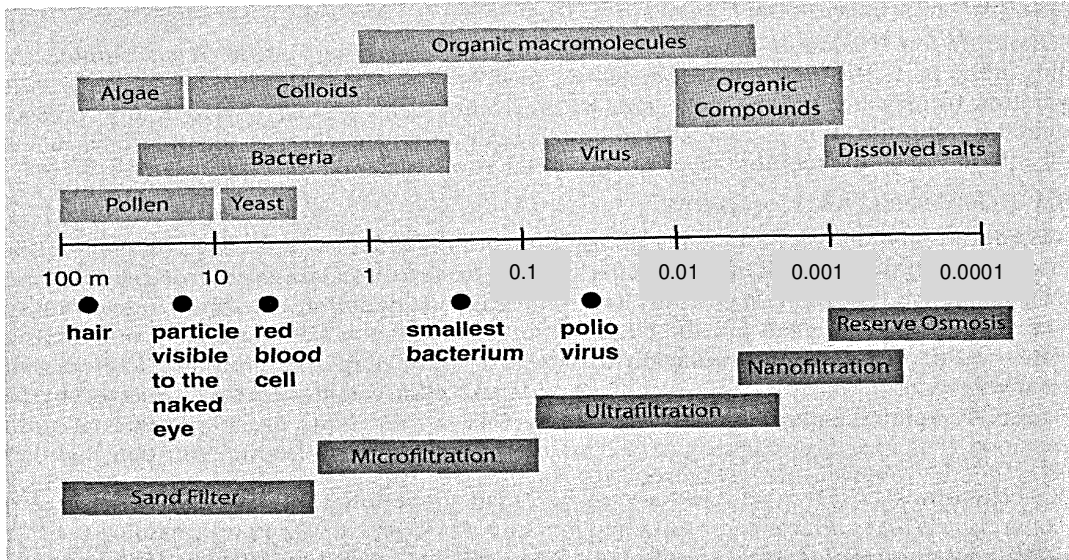 Organic macromolecules
Algae
Colloids
Organic
Compounds
Bacteria
Virus
Dissolved salts
Pollen
Yeast
100 m
10
1
0.1
0.01
0.001
0.0001
hair
particle
visible
to the
naked
eye
red
blood
cell
smallest
bacterium
polio
virus
Reserve Osmosis
Nanofiltration
Ultrafiltration
Microfiltration
Sand Filter